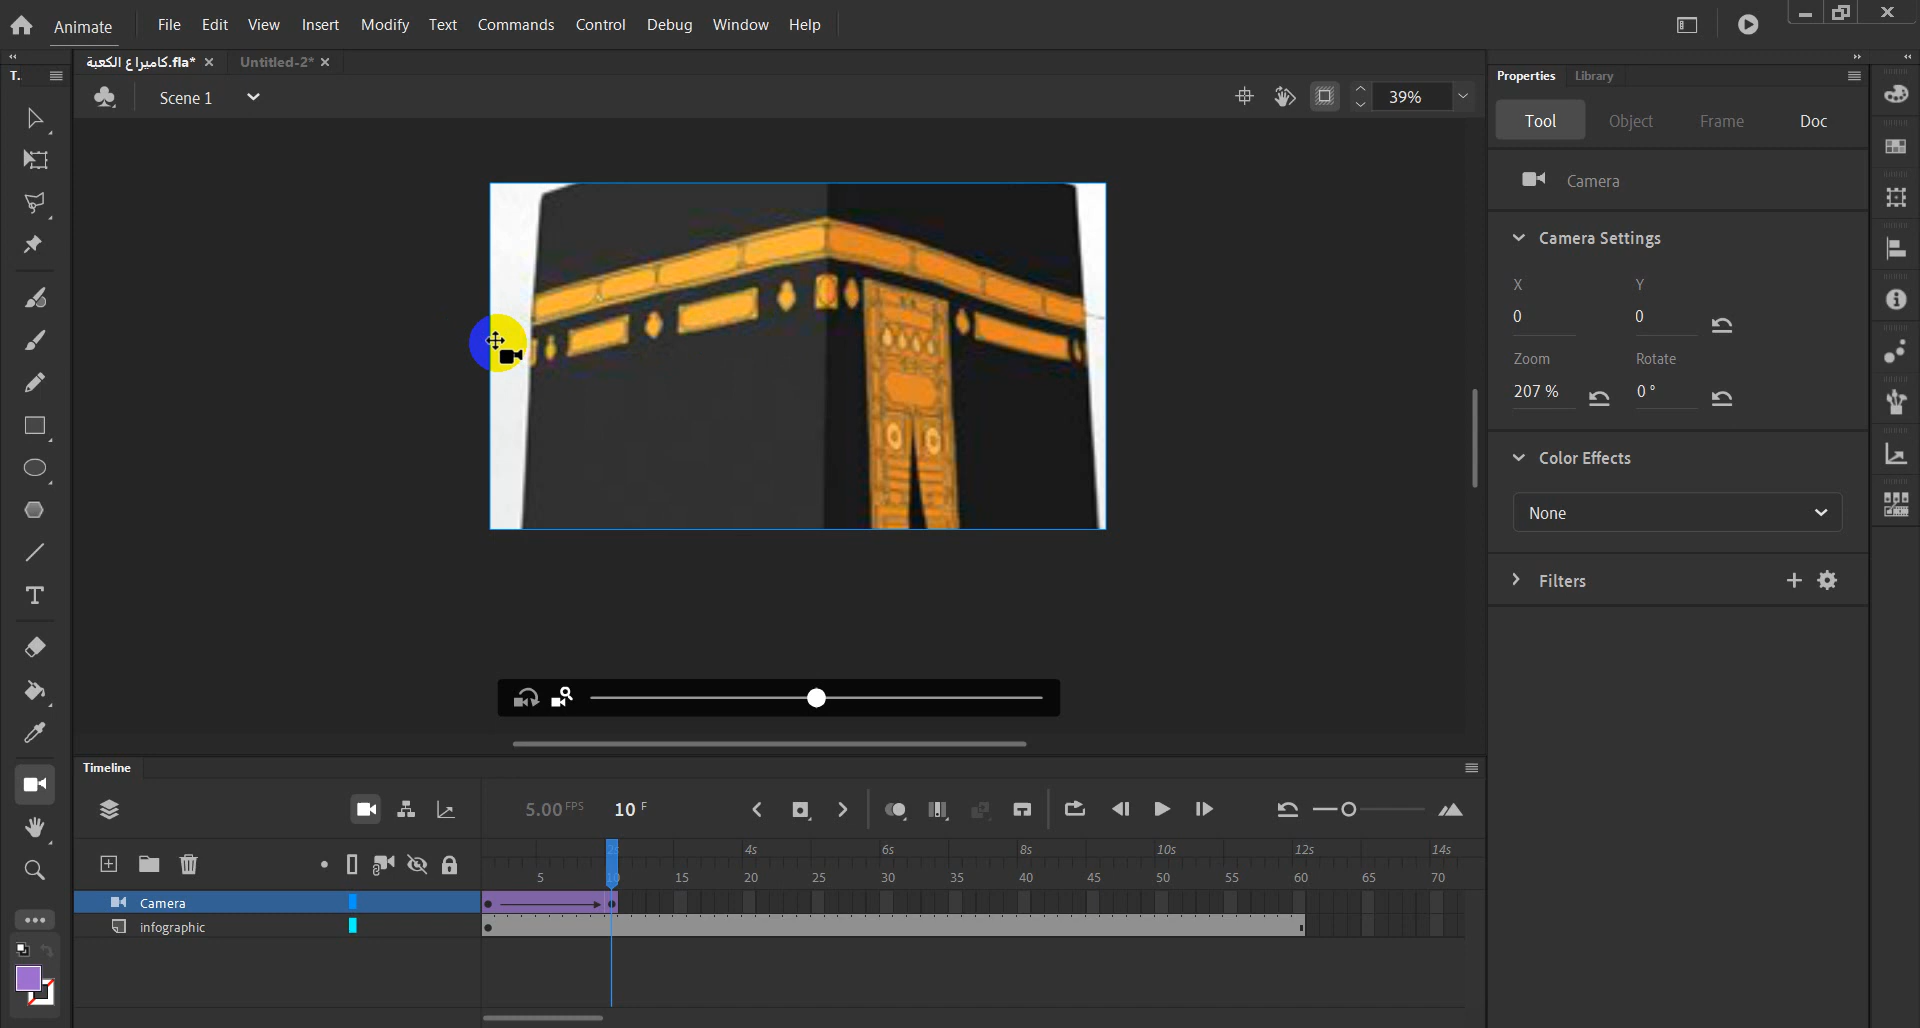 Animate File Edit View Insert Modify Text Commands Control Debug Window Help
كاميرا ع الكعبة.fla* Untitled-2*
Scene 1 39%
T.
Properties Library
Tool Object Frame Doc
Camera
Camera Settings
X Y
0 0
Zoom Rotate
207 % 0 °
Color Effects
None
Filters
Timeline
5.00 FPS 10 F
2s 4s 6s 8s 10s 12s 14s
5 10 15 20 25 30 35 40 45 50 55 60 65 70
Camera
infographic